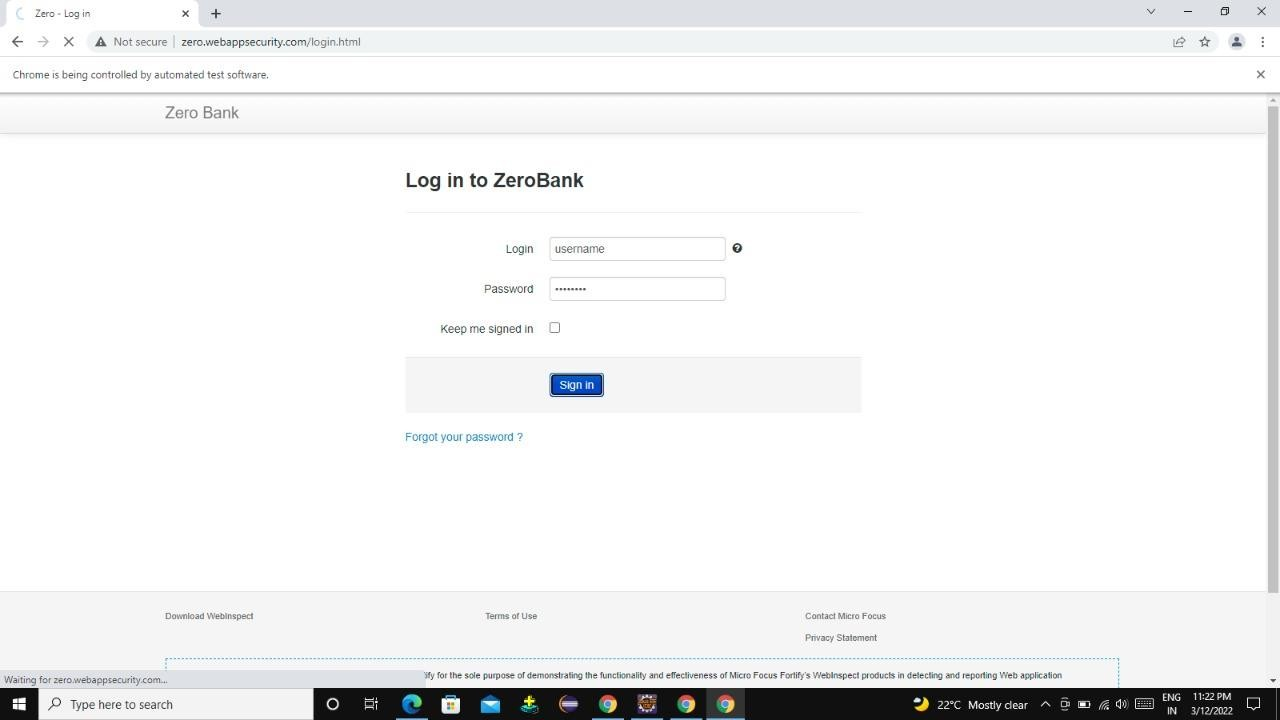 Zero - Log in
Not secure
zero.webappsecurity.com/login.html
Chrome is being controlled by automated test software.
Zero Bank
Log in to ZeroBank
Login
username
Password
••••••••
Keep me signed in
Sign in
Forgot your password ?
Download WebInspect
Terms of Use
Contact Micro Focus
Privacy Statement
ify for the sole purpose of demonstrating the functionality and effectiveness of Micro Focus Fortify's WebInspect products in detecting and reporting Web application
Waiting for zero.webappsecurity.com...
Type here to search
22°C Mostly clear
ENG
IN
11:22 PM
3/12/2022